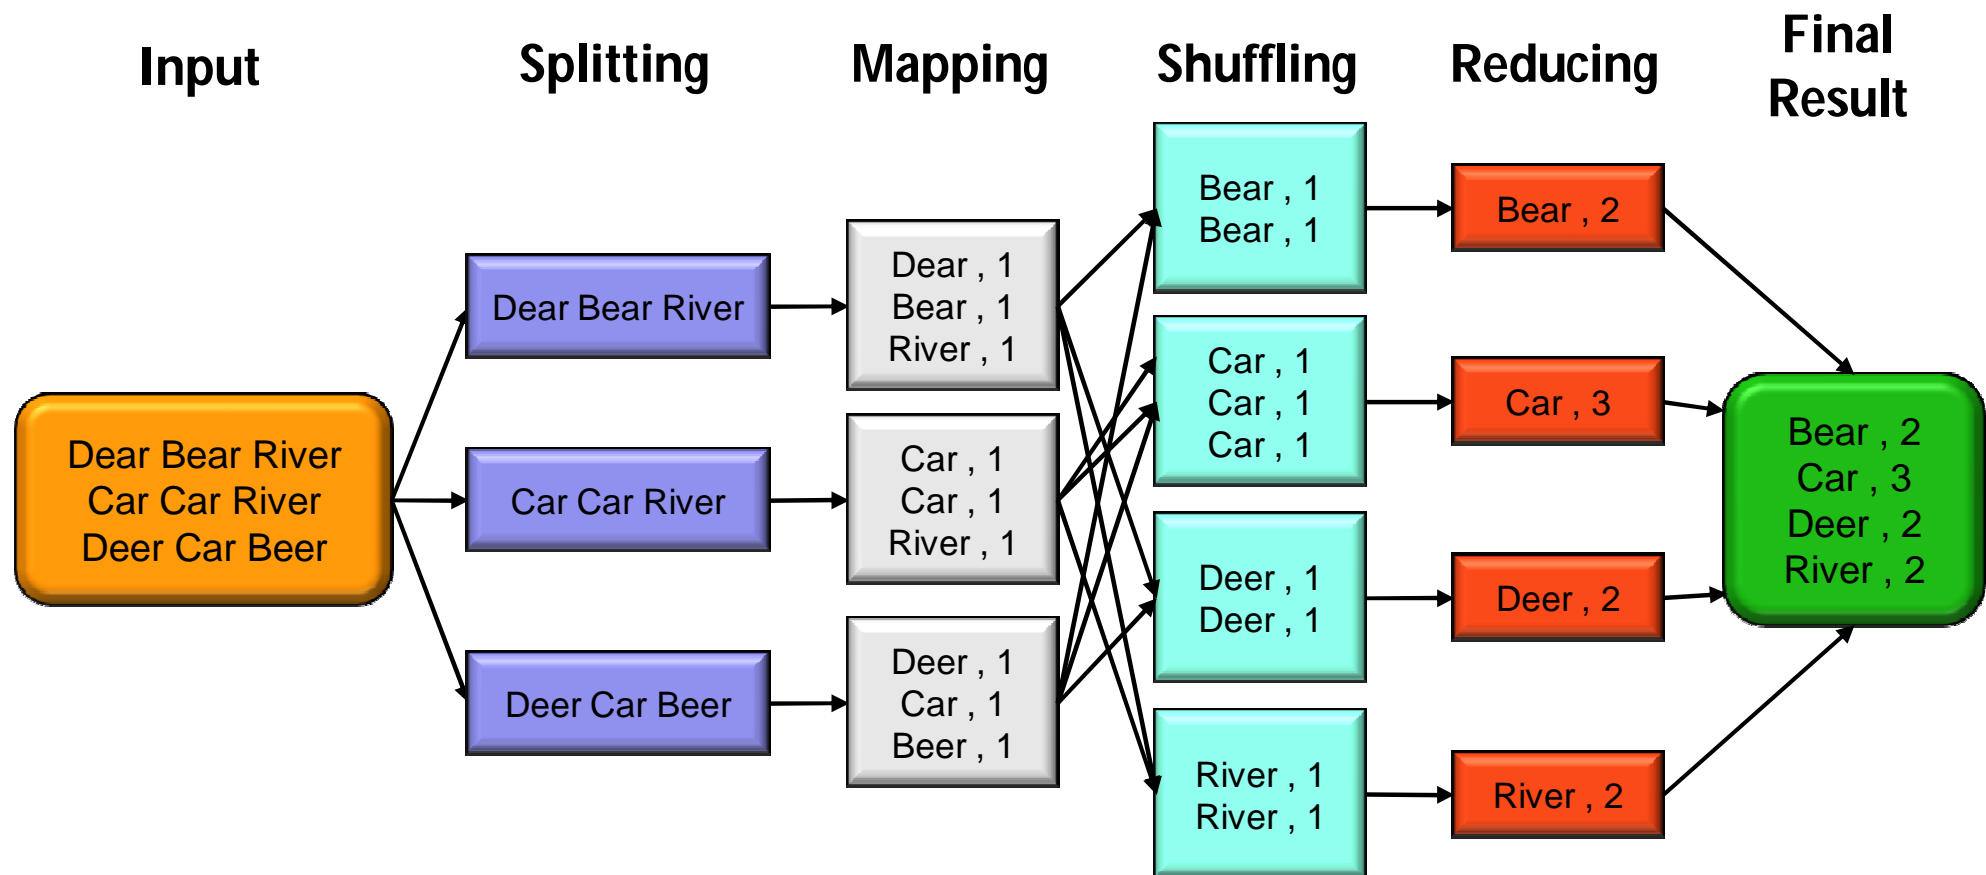 Input
Splitting
Mapping
Shuffling
Reducing
Final
Result
Dear Bear River
Car Car River
Deer Car Beer
Dear Bear River
Car Car River
Deer Car Beer
Dear , 1
Bear , 1
River , 1
Car , 1
Car , 1
River , 1
Deer , 1
Car , 1
Beer , 1
Bear , 1
Bear , 1
Car , 1
Car , 1
Car , 1
Deer , 1
Deer , 1
River , 1
River , 1
Bear , 2
Car , 3
Deer , 2
River , 2
Bear , 2
Car , 3
Deer , 2
River , 2